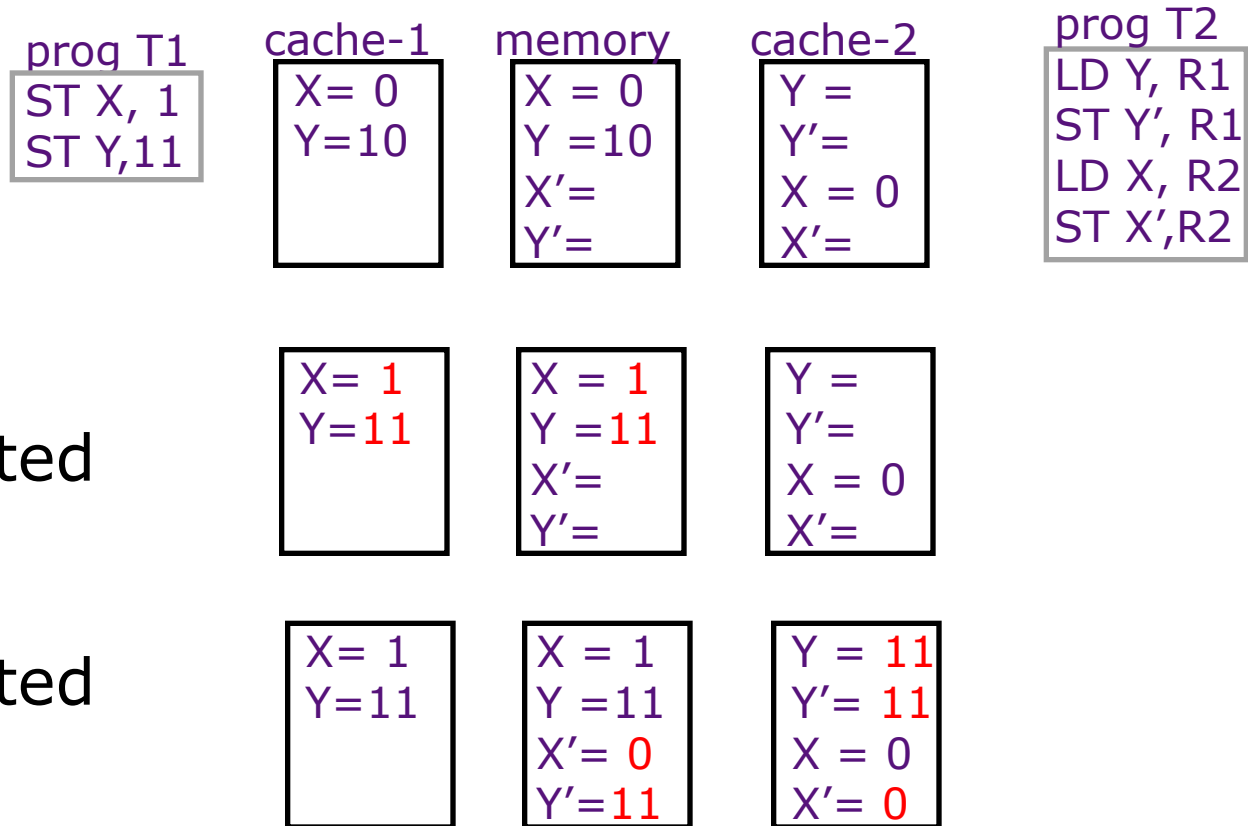 prog T1
ST X, 1
ST Y,11
cache-1
X= 0
Y=10
memory
X = 0
Y =10
X’=
Y’=
cache-2
Y =
Y’=
X = 0
X’=
prog T2
LD Y, R1
ST Y’, R1
LD X, R2
ST X’,R2
ted
X= 1
Y=11
X = 1
Y =11
X’=
Y’=
Y =
Y’=
X = 0
X’=
ted
X= 1
Y=11
X = 1
Y =11
X’= 0
Y’=11
Y = 11
Y’= 11
X = 0
X’= 0